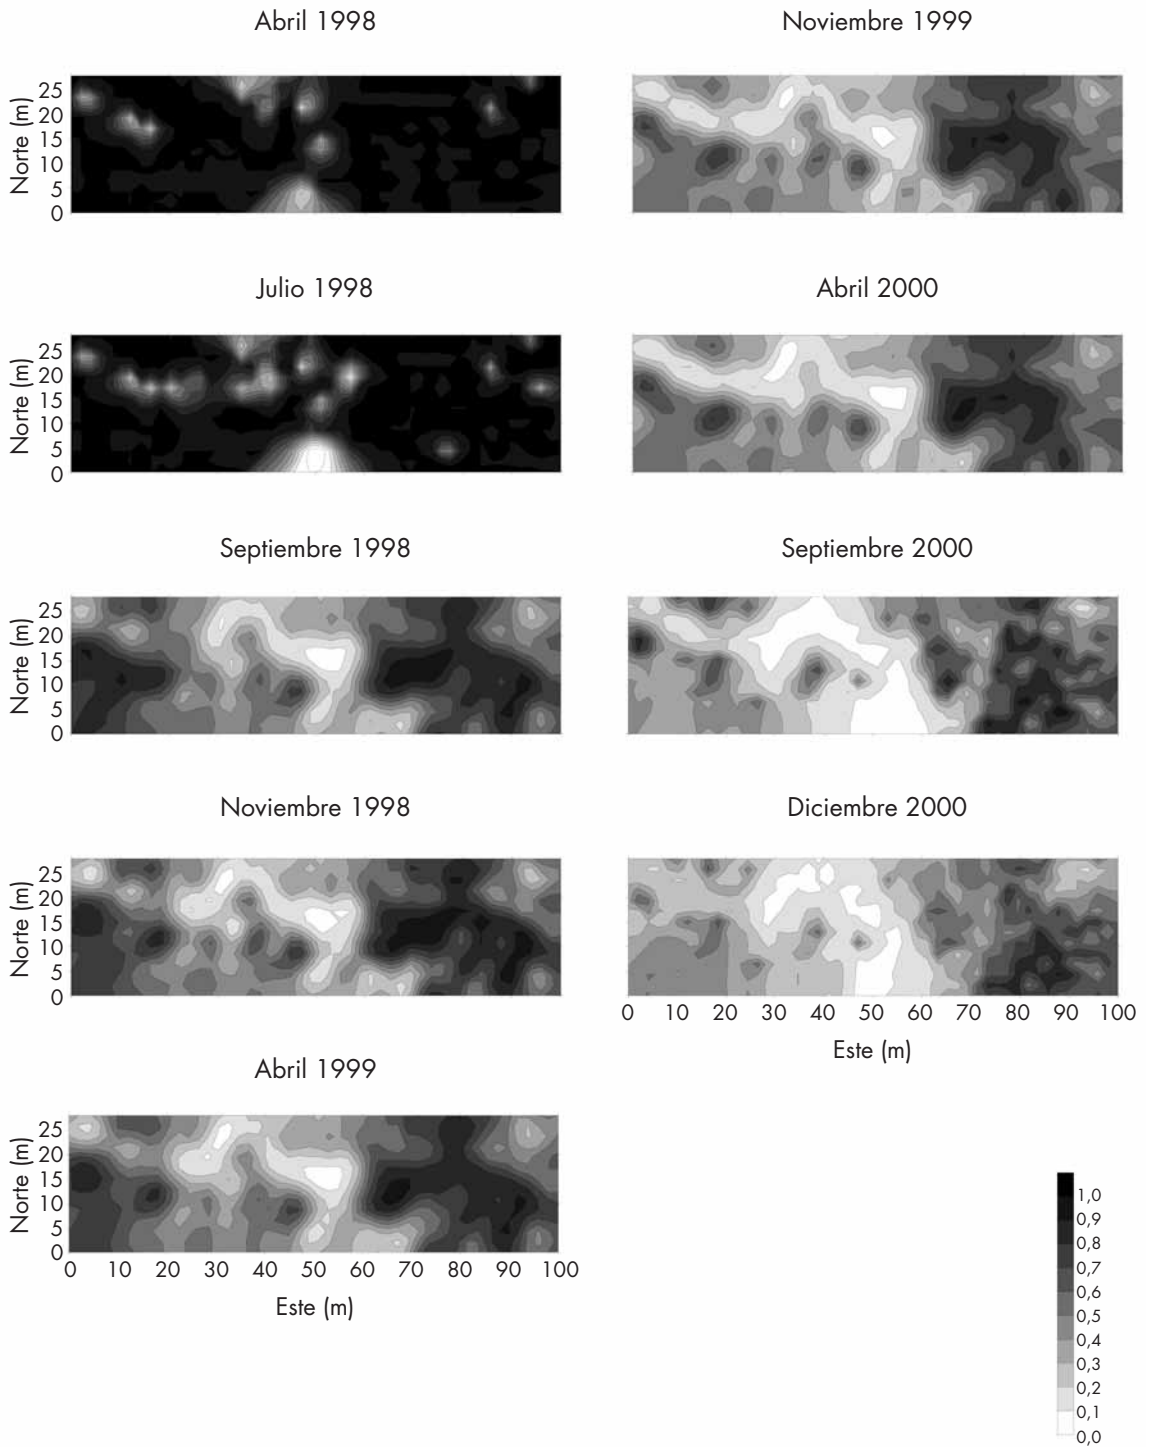 Abril 1998
Norte (m)
25
20
15
10
5
0
Julio 1998
Norte (m)
25
20
15
10
5
0
Septiembre 1998
Norte (m)
25
20
15
10
5
0
Noviembre 1998
Norte (m)
25
20
15
10
5
0
Abril 1999
Norte (m)
25
20
15
10
5
0
0 10 20 30 40 50 60 70 80 90 100
Este (m)
Noviembre 1999
Abril 2000
Septiembre 2000
Diciembre 2000
0 10 20 30 40 50 60 70 80 90 100
Este (m)
1,0
0,9
0,8
0,7
0,6
0,5
0,4
0,3
0,2
0,1
0,0